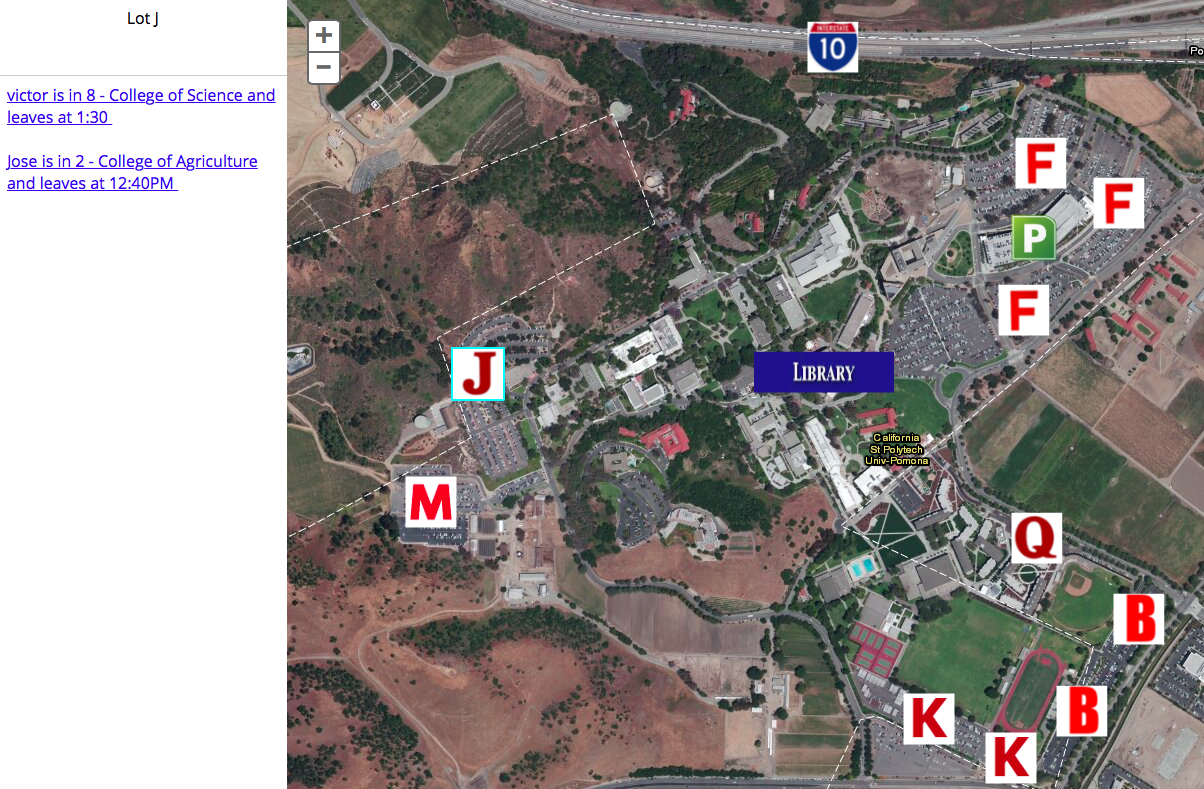 Lot J
victor is in 8 - College of Science and
leaves at 1:30
Jose is in 2 - College of Agriculture
and leaves at 12:40PM
+
−
INTERSTATE
10
Po
F
F
P
F
J
LIBRARY
California
St Polytech
Univ-Pomona
M
Q
B
B
K
K